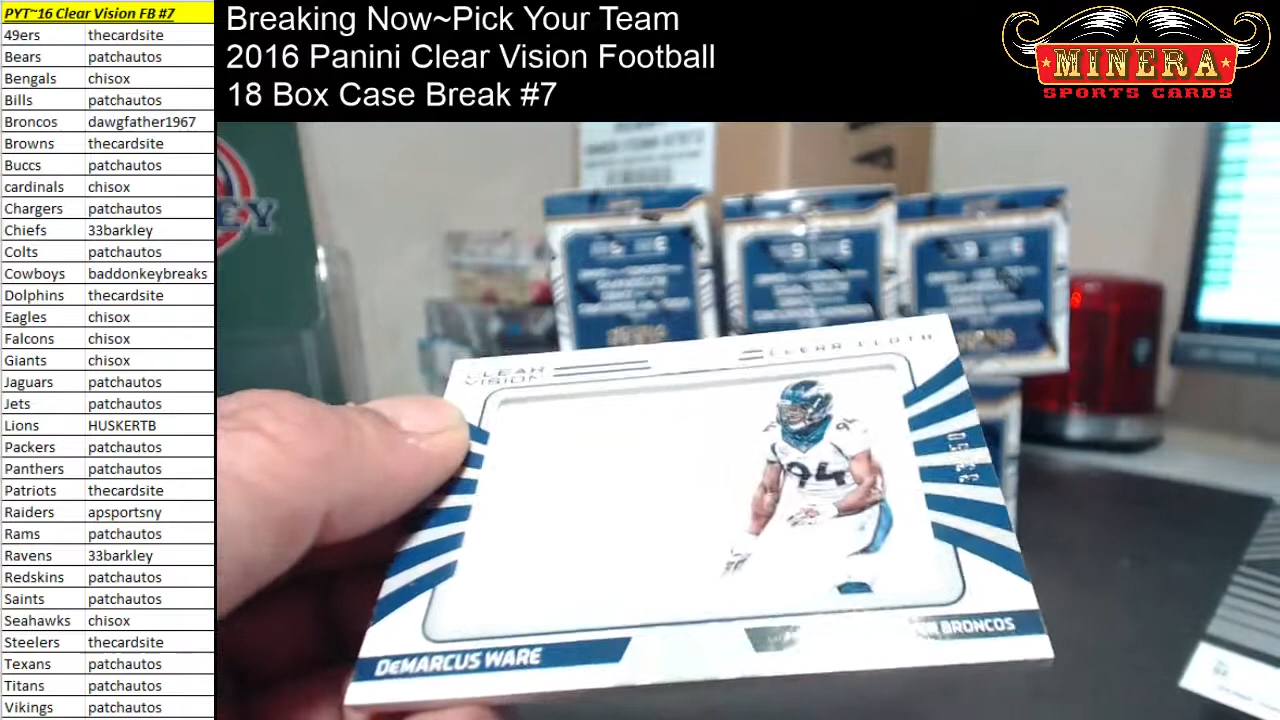 PYT~16 Clear Vision FB #7
49ers thecardsite
Bears patchautos
Bengals chisox
Bills patchautos
Broncos dawgfather1967
Browns thecardsite
Buccs patchautos
cardinals chisox
Chargers patchautos
Chiefs 33barkley
Colts patchautos
Cowboys baddonkeybreaks
Dolphins thecardsite
Eagles chisox
Falcons chisox
Giants chisox
Jaguars patchautos
Jets patchautos
Lions HUSKERTB
Packers patchautos
Panthers patchautos
Patriots thecardsite
Raiders apsportsny
Rams patchautos
Ravens 33barkley
Redskins patchautos
Saints patchautos
Seahawks chisox
Steelers thecardsite
Texans patchautos
Titans patchautos
Vikings patchautos
Breaking Now~Pick Your Team
2016 Panini Clear Vision Football
18 Box Case Break #7
MINERA
SPORTS CARDS
CLEAR
VISION
CLEAR CLOTH
94
33/50
DeMARCUS WARE
BRONCOS